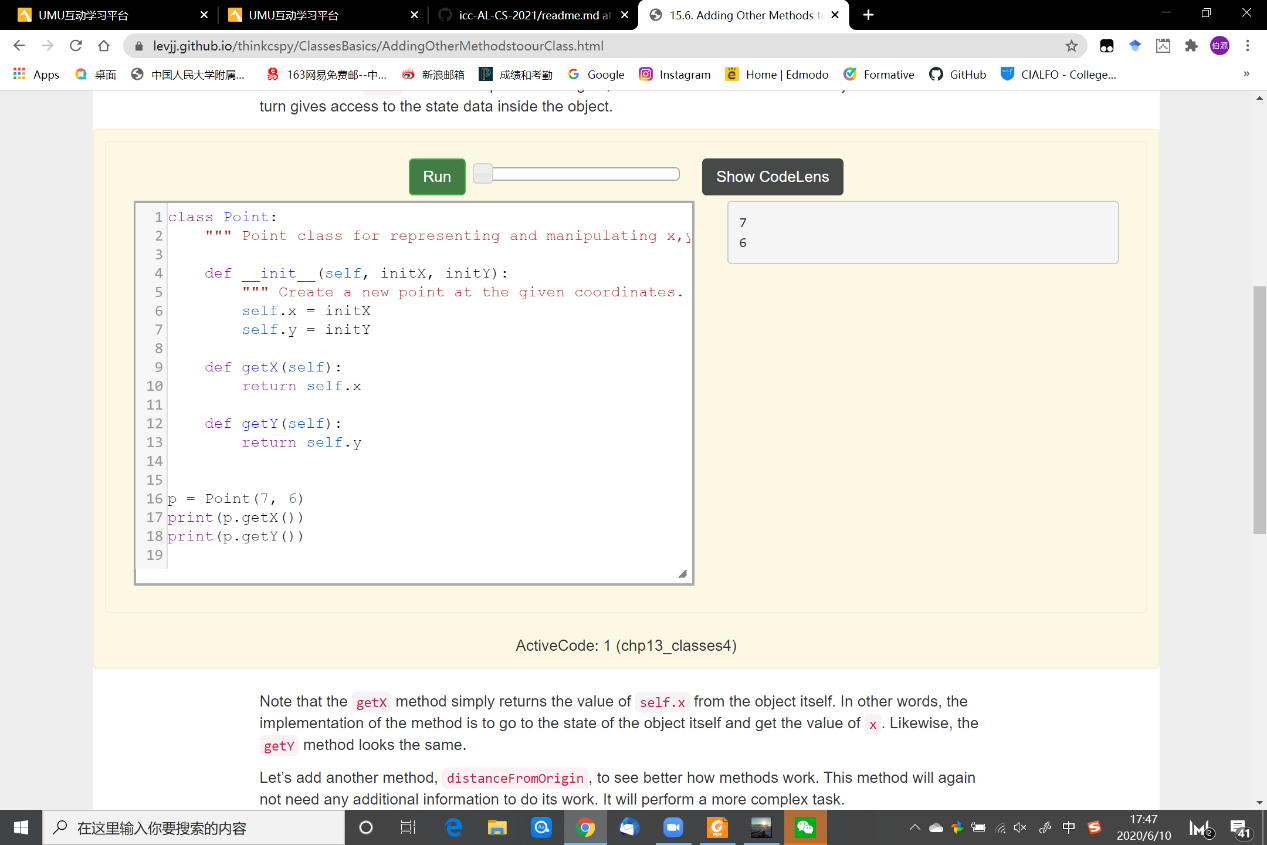 UMU互动学习平台
UMU互动学习平台
icc-AL-CS-2021/readme.md at
15.6. Adding Other Methods to
levjj.github.io/thinkcspy/ClassesBasics/AddingOtherMethodstoourClass.html
伯源
Apps 桌面 中国人民大学附属... 163网易免费邮--中... 新浪邮箱 成绩和考勤 Google Instagram Home | Edmodo Formative GitHub CIALFO - College... »
turn gives access to the state data inside the object.
Run Show CodeLens
1 class Point:
2 """ Point class for representing and manipulating x,y
3
4 def __init__(self, initX, initY):
5 """ Create a new point at the given coordinates.
6 self.x = initX
7 self.y = initY
8
9 def getX(self):
10 return self.x
11
12 def getY(self):
13 return self.y
14
15
16 p = Point(7, 6)
17 print(p.getX())
18 print(p.getY())
19
7
6
ActiveCode: 1 (chp13_classes4)
Note that the getX method simply returns the value of self.x from the object itself. In other words, the
implementation of the method is to go to the state of the object itself and get the value of x. Likewise, the
getY method looks the same.
Let's add another method, distanceFromOrigin, to see better how methods work. This method will again
not need any additional information to do its work. It will perform a more complex task.
在这里输入你要搜索的内容
中
17:47
2020/6/10
2
41